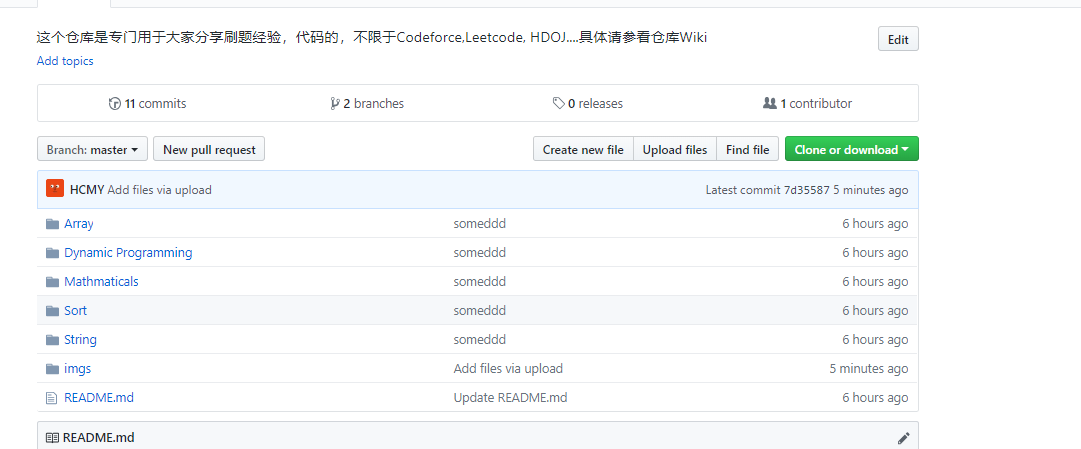 这个仓库是专门用于大家分享刷题经验，代码的，不限于Codeforce,Leetcode, HDOJ....具体请参看仓库Wiki
Edit
Add topics
11 commits 2 branches 0 releases 1 contributor
Branch: master New pull request Create new file Upload files Find file Clone or download
HCMY Add files via upload Latest commit 7d35587 5 minutes ago
Array someddd 6 hours ago
Dynamic Programming someddd 6 hours ago
Mathmaticals someddd 6 hours ago
Sort someddd 6 hours ago
String someddd 6 hours ago
imgs Add files via upload 5 minutes ago
README.md Update README.md 6 hours ago
README.md